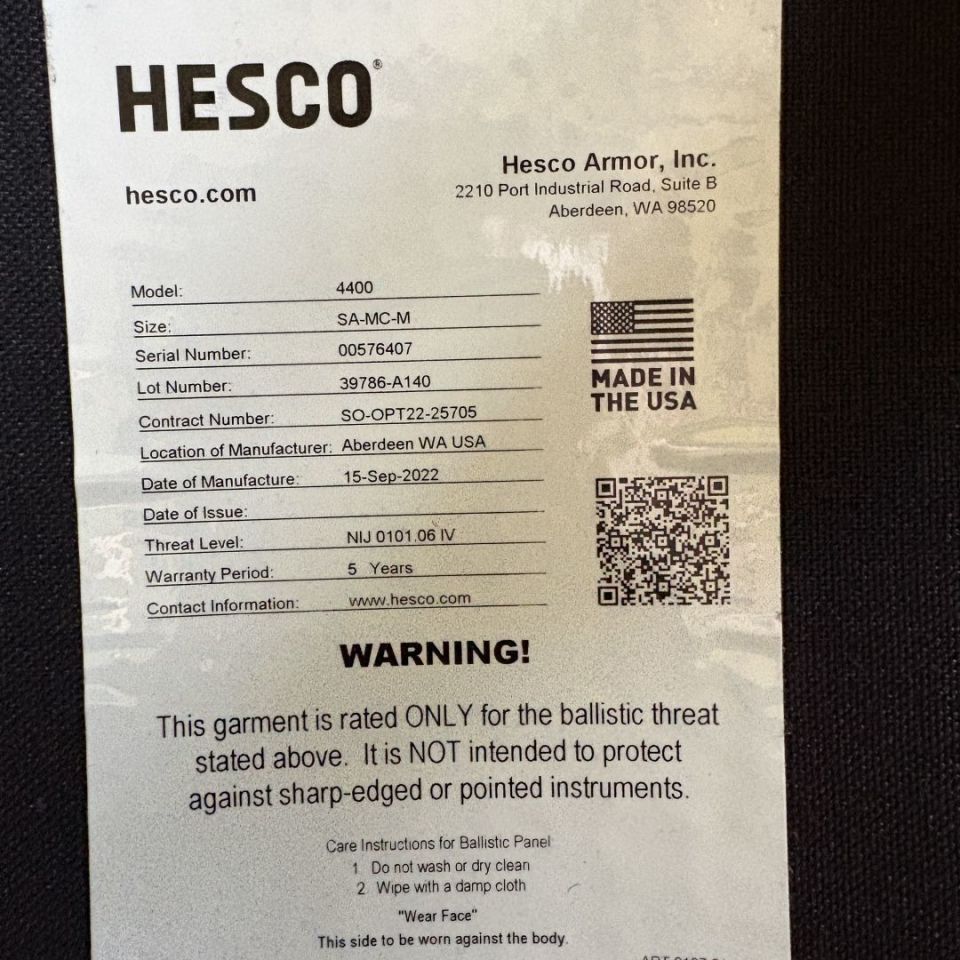 HESCO®
hesco.com
Hesco Armor, Inc.
2210 Port Industrial Road, Suite B
Aberdeen, WA 98520
Model: 4400
Size: SA-MC-M
Serial Number: 00576407
Lot Number: 39786-A140
Contract Number: SO-OPT22-25705
Location of Manufacturer: Aberdeen WA USA
Date of Manufacture: 15-Sep-2022
Date of Issue:
Threat Level: NIJ 0101.06 IV
Warranty Period: 5 Years
Contact Information: www.hesco.com
MADE IN
THE USA
WARNING!
This garment is rated ONLY for the ballistic threat
stated above. It is NOT intended to protect
against sharp-edged or pointed instruments.
Care Instructions for Ballistic Panel
1 Do not wash or dry clean
2 Wipe with a damp cloth
"Wear Face"
This side to be worn against the body.